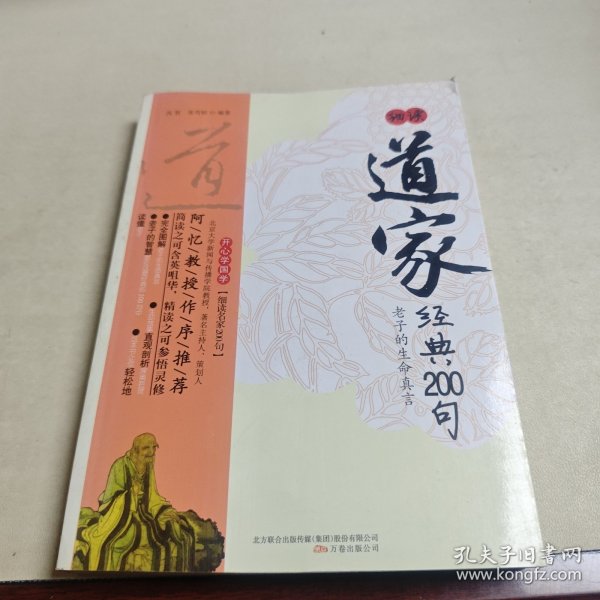 细读
道家
经典200句
老子的生命真言
道
编著
开心学国学
【细读名家200句】
北京大学新闻与传播学院教授、著名主持人、策划人
阿/忆/教/授/作/序/推/荐
简读之可含英咀华，精读之可参悟灵修
●完全图解
●老子的智慧
直观剖析
轻松地
读懂
北方联合出版传媒(集团)股份有限公司
万卷出版公司
孔夫子旧书网
www.kongfz.com